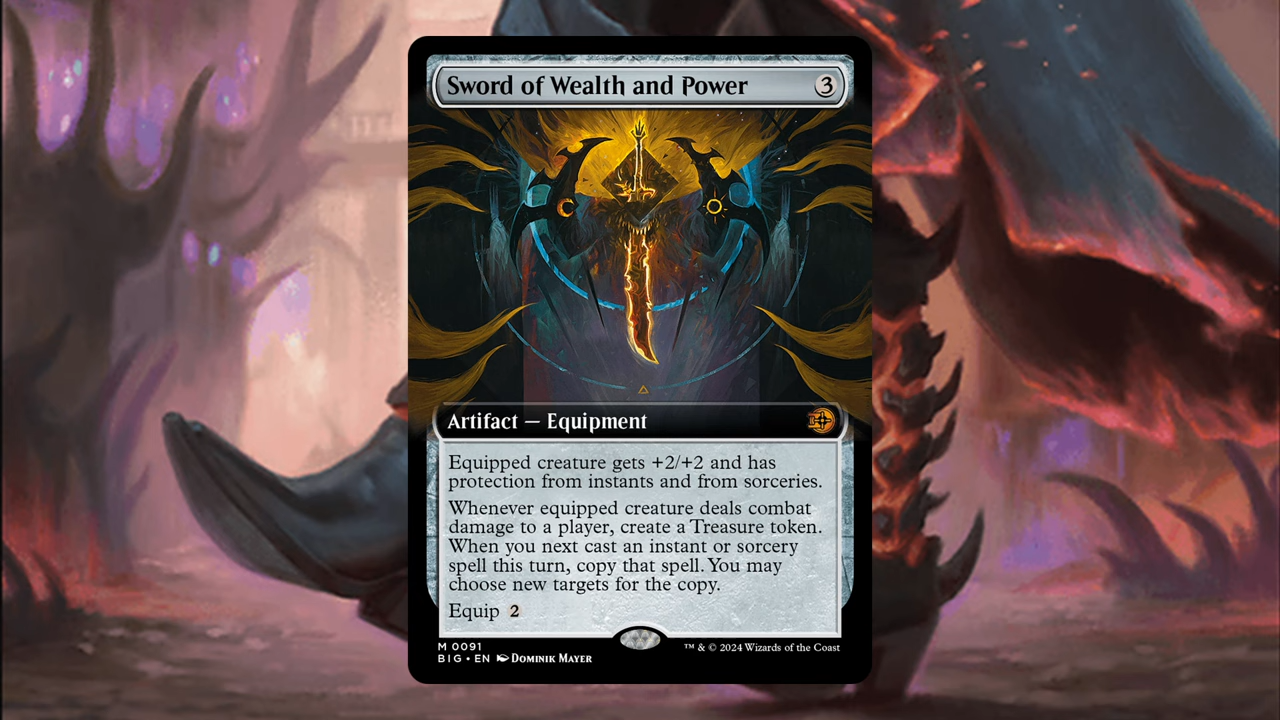 Sword of Wealth and Power 3
Artifact — Equipment
Equipped creature gets +2/+2 and has
protection from instants and from sorceries.
Whenever equipped creature deals combat
damage to a player, create a Treasure token.
When you next cast an instant or sorcery
spell this turn, copy that spell. You may
choose new targets for the copy.
Equip 2
M 0091
BIG • EN Dominik Mayer
™ & © 2024 Wizards of the Coast